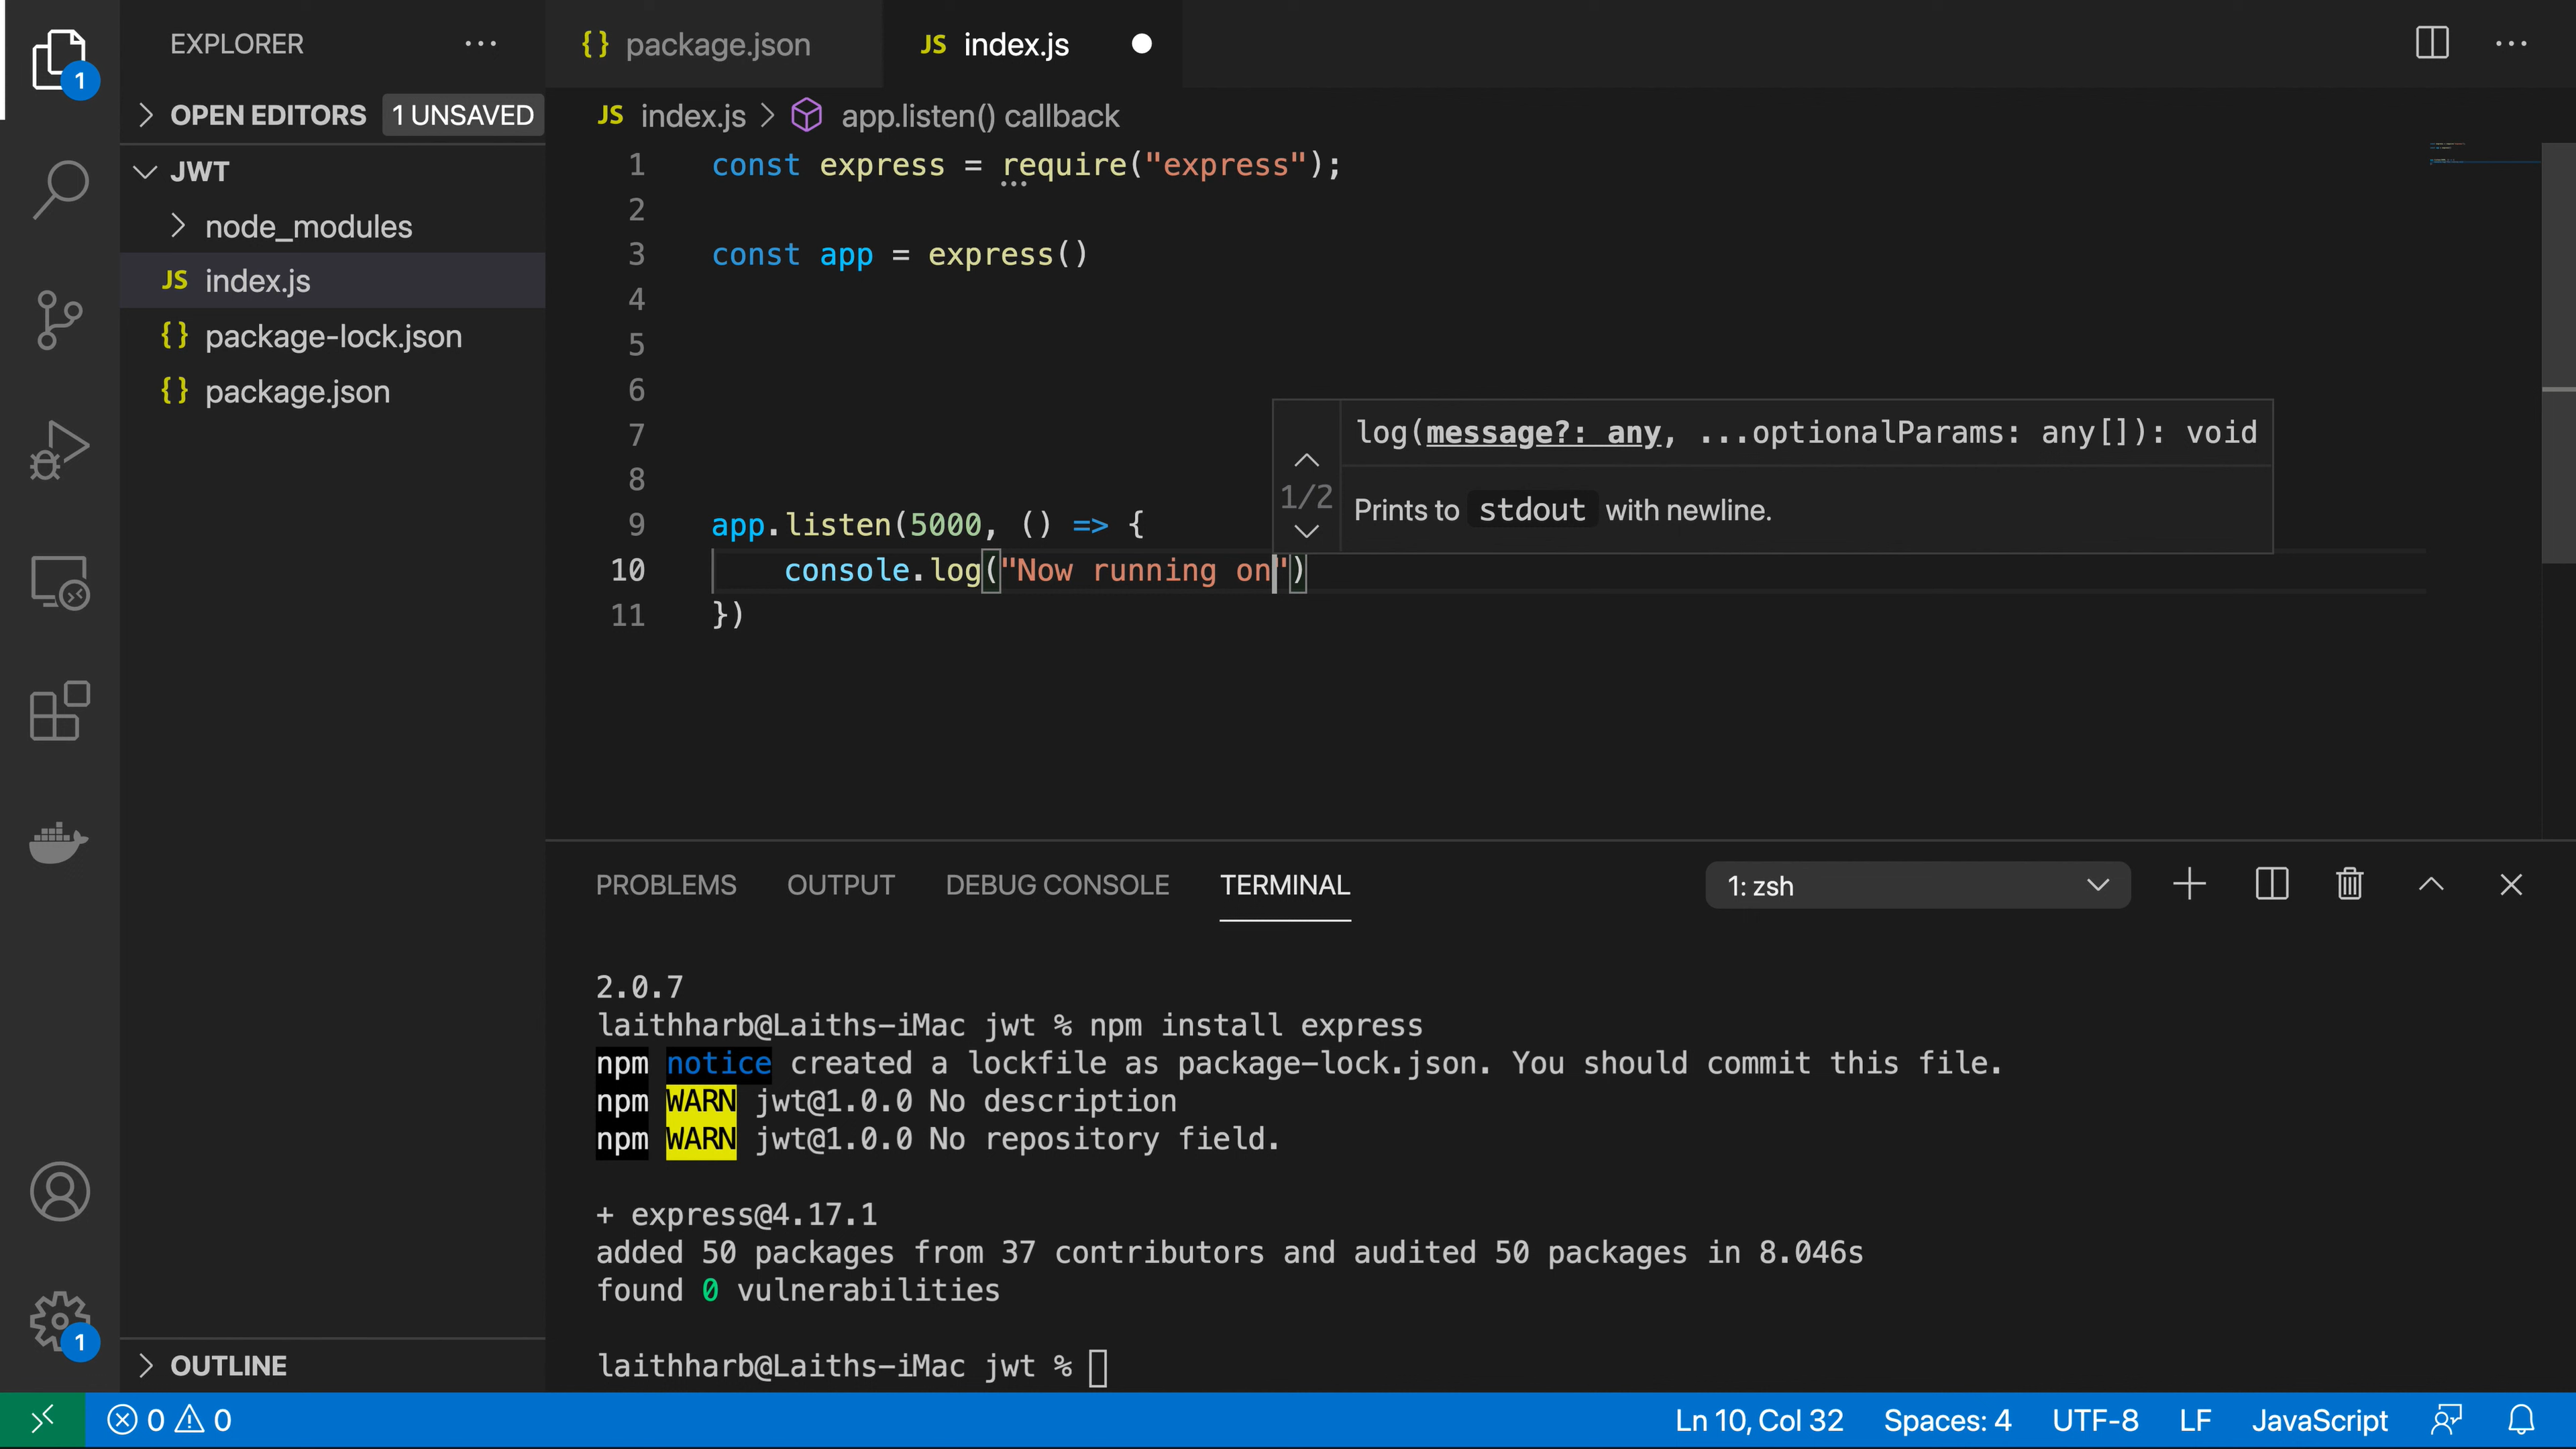 EXPLORER
1
OPEN EDITORS 1 UNSAVED
JWT
node_modules
JS index.js
{} package-lock.json
{} package.json
OUTLINE
1
{} package.json
JS index.js
JS index.js > app.listen() callback
1 const express = require("express");
2
3 const app = express()
4
5
6
7
8
9 app.listen(5000, () => {
10 console.log("Now running on")
11 })
log(message?: any, ...optionalParams: any[]): void
1/2
Prints to stdout with newline.
PROBLEMS OUTPUT DEBUG CONSOLE TERMINAL 1: zsh
2.0.7
laithharb@Laiths-iMac jwt % npm install express
npm notice created a lockfile as package-lock.json. You should commit this file.
npm WARN jwt@1.0.0 No description
npm WARN jwt@1.0.0 No repository field.
+ express@4.17.1
added 50 packages from 37 contributors and audited 50 packages in 8.046s
found 0 vulnerabilities
laithharb@Laiths-iMac jwt %
0 0 Ln 10, Col 32 Spaces: 4 UTF-8 LF JavaScript